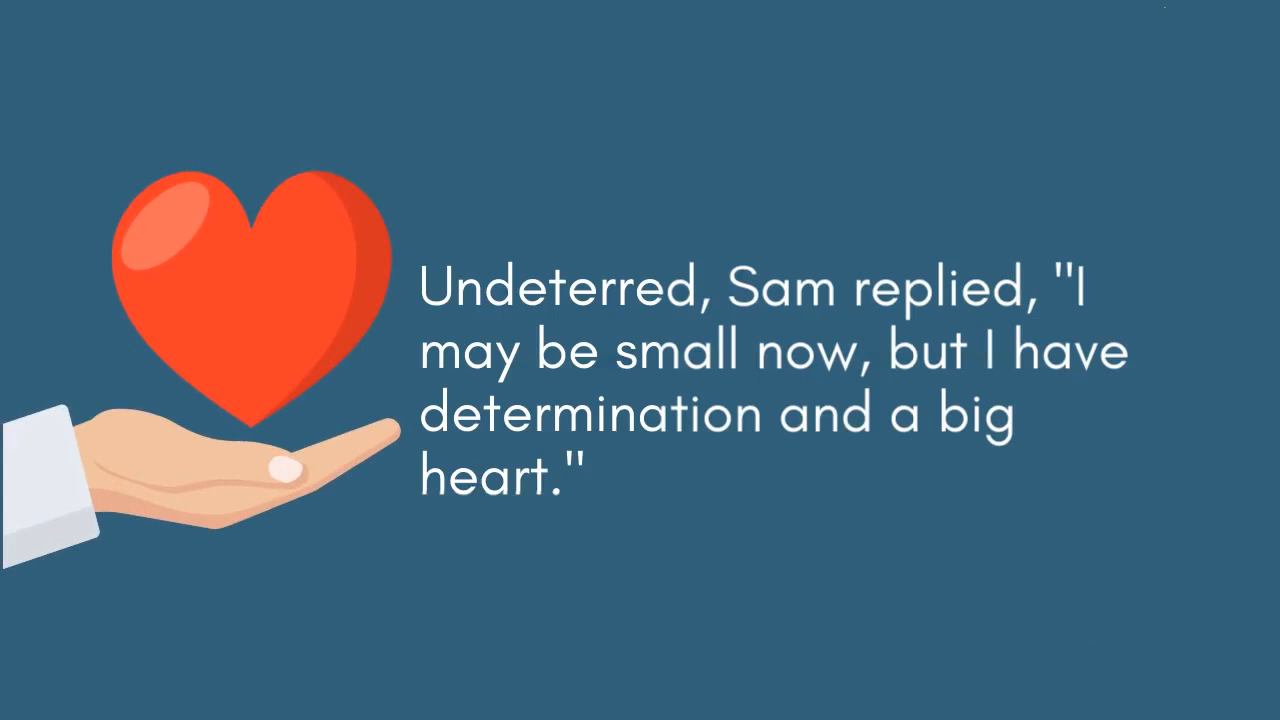 Undeterred, Sam replied, "I
may be small now, but I have
determination and a big
heart."